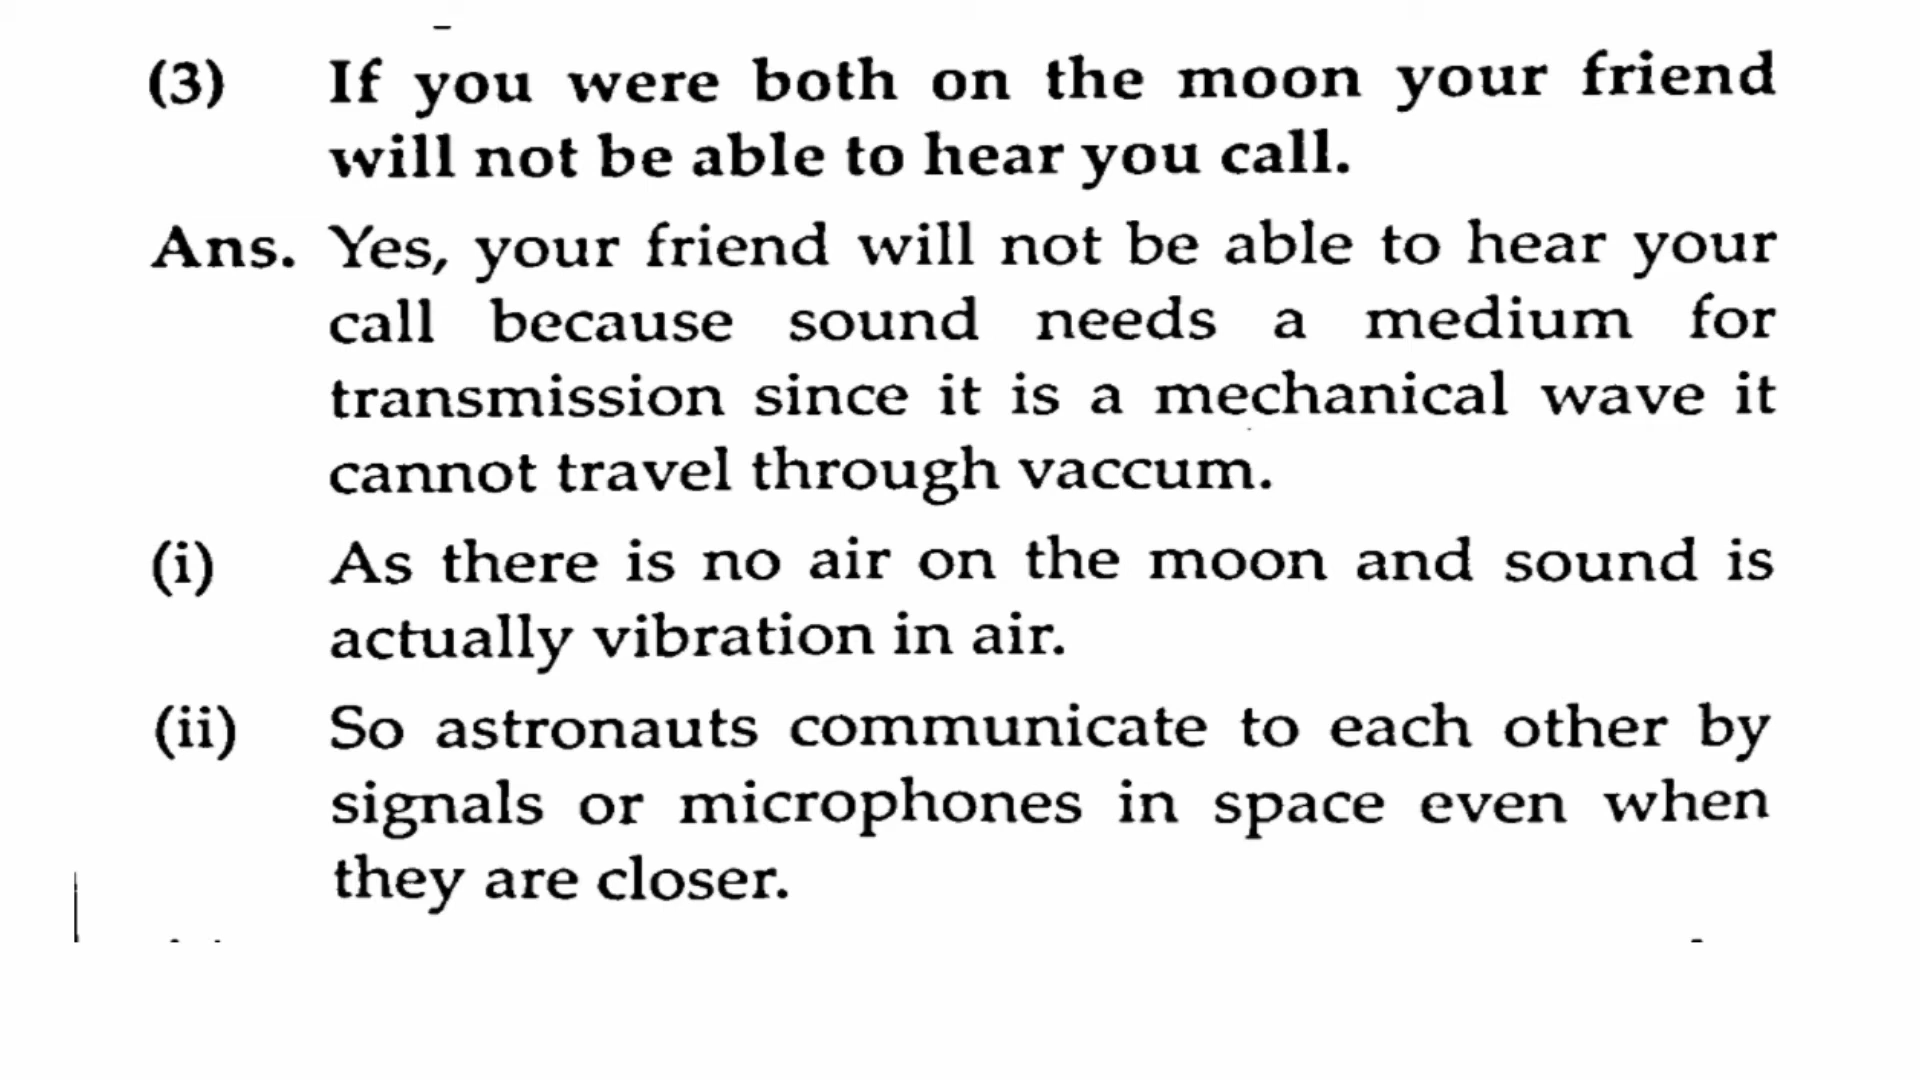 (3) If you were both on the moon your friend
will not be able to hear you call.
Ans. Yes, your friend will not be able to hear your
call because sound needs a medium for
transmission since it is a mechanical wave it
cannot travel through vaccum.
(i) As there is no air on the moon and sound is
actually vibration in air.
(ii) So astronauts communicate to each other by
signals or microphones in space even when
they are closer.